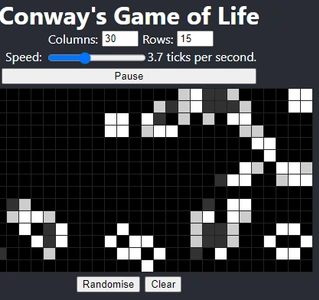 Conway's Game of Life
Columns: 30 Rows: 15
Speed: 3.7 ticks per second.
Pause
Randomise Clear